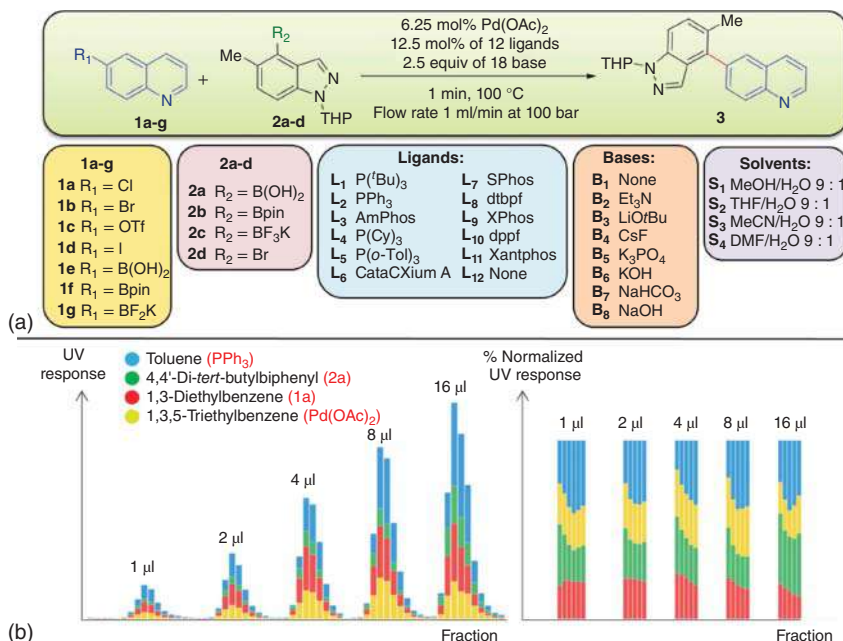 R₁
N
1a-g
+
R₂
Me
N
N
THP
2a-d
6.25 mol% Pd(OAc)₂
12.5 mol% of 12 ligands
2.5 equiv of 18 base
1 min, 100 °C
Flow rate 1 ml/min at 100 bar
Me
THP
N
N
N
3
1a-g
1a R₁ = Cl
1b R₁ = Br
1c R₁ = OTf
1d R₁ = I
1e R₁ = B(OH)₂
1f R₁ = Bpin
1g R₁ = BF₂K
2a-d
2a R₂ = B(OH)₂
2b R₂ = Bpin
2c R₂ = BF₃K
2d R₂ = Br
Ligands:
L₁ P(ᵗBu)₃
L₂ PPh₃
L₃ AmPhos
L₄ P(Cy)₃
L₅ P(o-Tol)₃
L₆ CataCXium A
L₇ SPhos
L₈ dtbpf
L₉ XPhos
L₁₀ dppf
L₁₁ Xantphos
L₁₂ None
Bases:
B₁ None
B₂ Et₃N
B₃ LiOtBu
B₄ CsF
B₅ K₃PO₄
B₆ KOH
B₇ NaHCO₃
B₈ NaOH
Solvents:
S₁ MeOH/H₂O 9 : 1
S₂ THF/H₂O 9 : 1
S₃ MeCN/H₂O 9 : 1
S₄ DMF/H₂O 9 : 1
(a)
UV
response
Toluene (PPh₃)
4,4'-Di-tert-butylbiphenyl (2a)
1,3-Diethylbenzene (1a)
1,3,5-Triethylbenzene (Pd(OAc)₂)
1 µl
2 µl
4 µl
8 µl
16 µl
Fraction
% Normalized
UV response
1 µl
2 µl
4 µl
8 µl
16 µl
Fraction
(b)